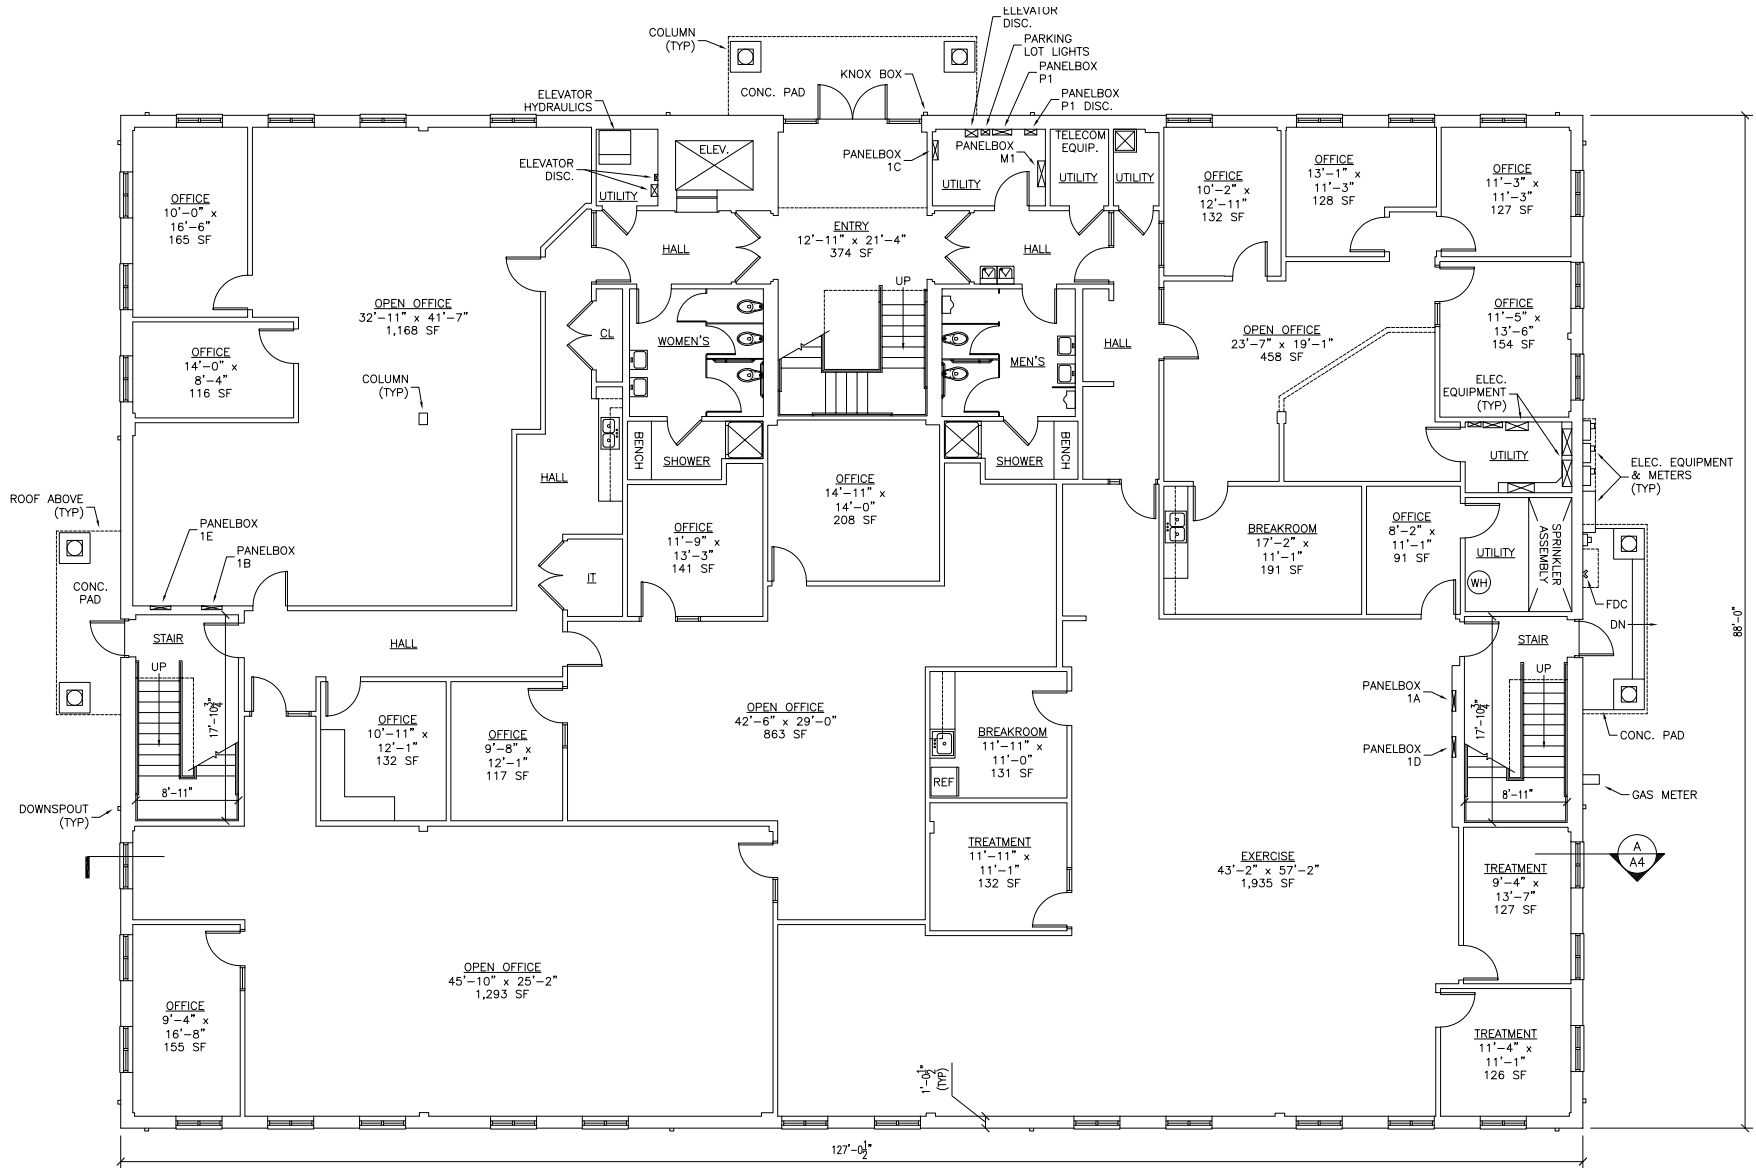 ELEVATOR
DISC.
COLUMN
(TYP)
PARKING
LOT LIGHTS
KNOX BOX
PANELBOX
P1
ELEVATOR
HYDRAULICS
CONC. PAD
PANELBOX
P1 DISC.
ELEV.
TELECOM
EQUIP.
PANELBOX
1C
PANELBOX
M1
ELEVATOR
DISC.
UTILITY
UTILITY
UTILITY
UTILITY
OFFICE
10'-0" x
16'-6"
165 SF
OFFICE
10'-2" x
12'-11"
132 SF
OFFICE
13'-1" x
11'-3"
128 SF
OFFICE
11'-3" x
11'-3"
127 SF
HALL
ENTRY
12'-11" x 21'-4"
374 SF
HALL
UP
OPEN OFFICE
32'-11" x 41'-7"
1,168 SF
OFFICE
11'-5" x
13'-6"
154 SF
OPEN OFFICE
23'-7" x 19'-1"
458 SF
CL
WOMEN'S
MEN'S
HALL
OFFICE
14'-0" x
8'-4"
116 SF
COLUMN
(TYP)
ELEC.
EQUIPMENT
(TYP)
BENCH
SHOWER
SHOWER
BENCH
UTILITY
ELEC. EQUIPMENT
& METERS
(TYP)
HALL
OFFICE
14'-11" x
14'-0"
208 SF
ROOF ABOVE
(TYP)
PANELBOX
1E
PANELBOX
1B
OFFICE
11'-9" x
13'-3"
141 SF
BREAKROOM
17'-2" x
11'-1"
191 SF
OFFICE
8'-2" x
11'-1"
91 SF
UTILITY
SPRINKLER
ASSEMBLY
WH
IT
CONC.
PAD
FDC
DN
88'-0"
STAIR
HALL
STAIR
UP
UP
17'-10 3/4"
17'-10 3/4"
PANELBOX
1A
OFFICE
10'-11" x
12'-1"
132 SF
OFFICE
9'-8" x
12'-1"
117 SF
OPEN OFFICE
42'-6" x 29'-0"
863 SF
BREAKROOM
11'-11" x
11'-0"
131 SF
REF
PANELBOX
1D
CONC. PAD
8'-11"
8'-11"
DOWNSPOUT
(TYP)
GAS METER
TREATMENT
11'-11" x
11'-1"
132 SF
EXERCISE
43'-2" x 57'-2"
1,935 SF
TREATMENT
9'-4" x
13'-7"
127 SF
A
A4
OPEN OFFICE
45'-10" x 25'-2"
1,293 SF
OFFICE
9'-4" x
16'-8"
155 SF
TREATMENT
11'-4" x
11'-1"
126 SF
1'-0 1/2"
(TYP)
127'-0 1/2"